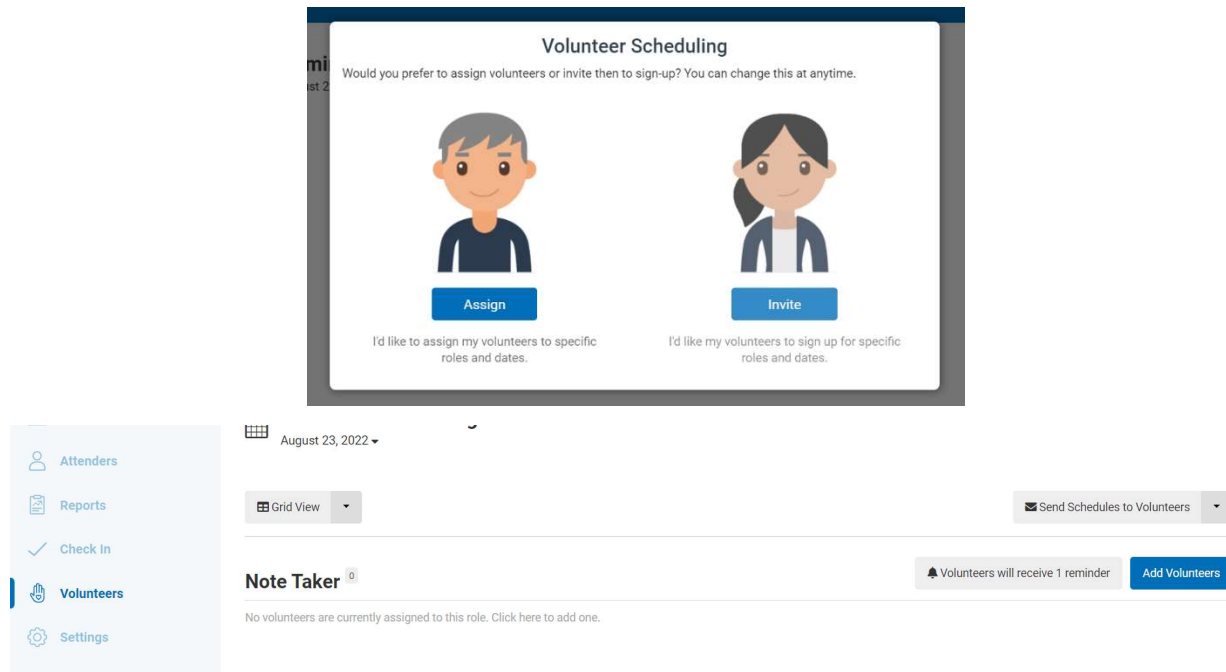 Volunteer Scheduling
Would you prefer to assign volunteers or invite then to sign-up? You can change this at anytime.
Assign
Invite
I'd like to assign my volunteers to specific
roles and dates.
I'd like my volunteers to sign up for specific
roles and dates.
August 23, 2022
Attenders
Reports
Check In
Volunteers
Settings
Grid View
Send Schedules to Volunteers
Note Taker 0
Volunteers will receive 1 reminder
Add Volunteers
No volunteers are currently assigned to this role. Click here to add one.